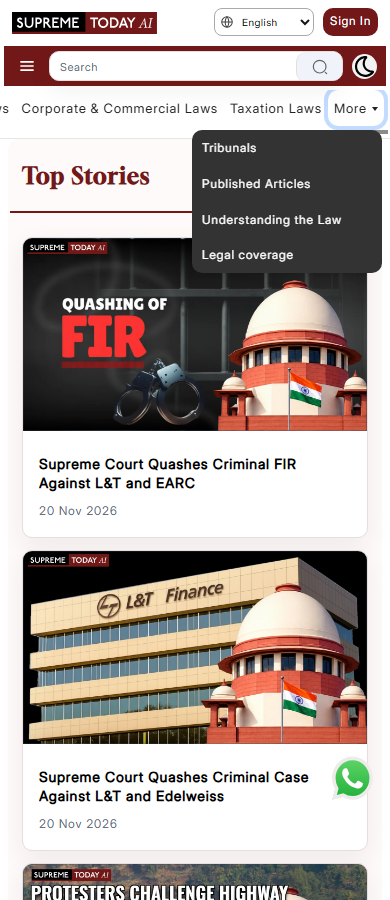 SUPREME TODAY AI
English
Sign In
Search
s Corporate & Commercial Laws Taxation Laws More
Tribunals
Published Articles
Understanding the Law
Legal coverage
Top Stories
SUPREME TODAY AI
QUASHING OF
FIR
Supreme Court Quashes Criminal FIR
Against L&T and EARC
20 Nov 2026
SUPREME TODAY AI
L&T Finance
Supreme Court Quashes Criminal Case
Against L&T and Edelweiss
20 Nov 2026
SUPREME TODAY AI
PROTESTERS CHALLENGE HIGHWAY